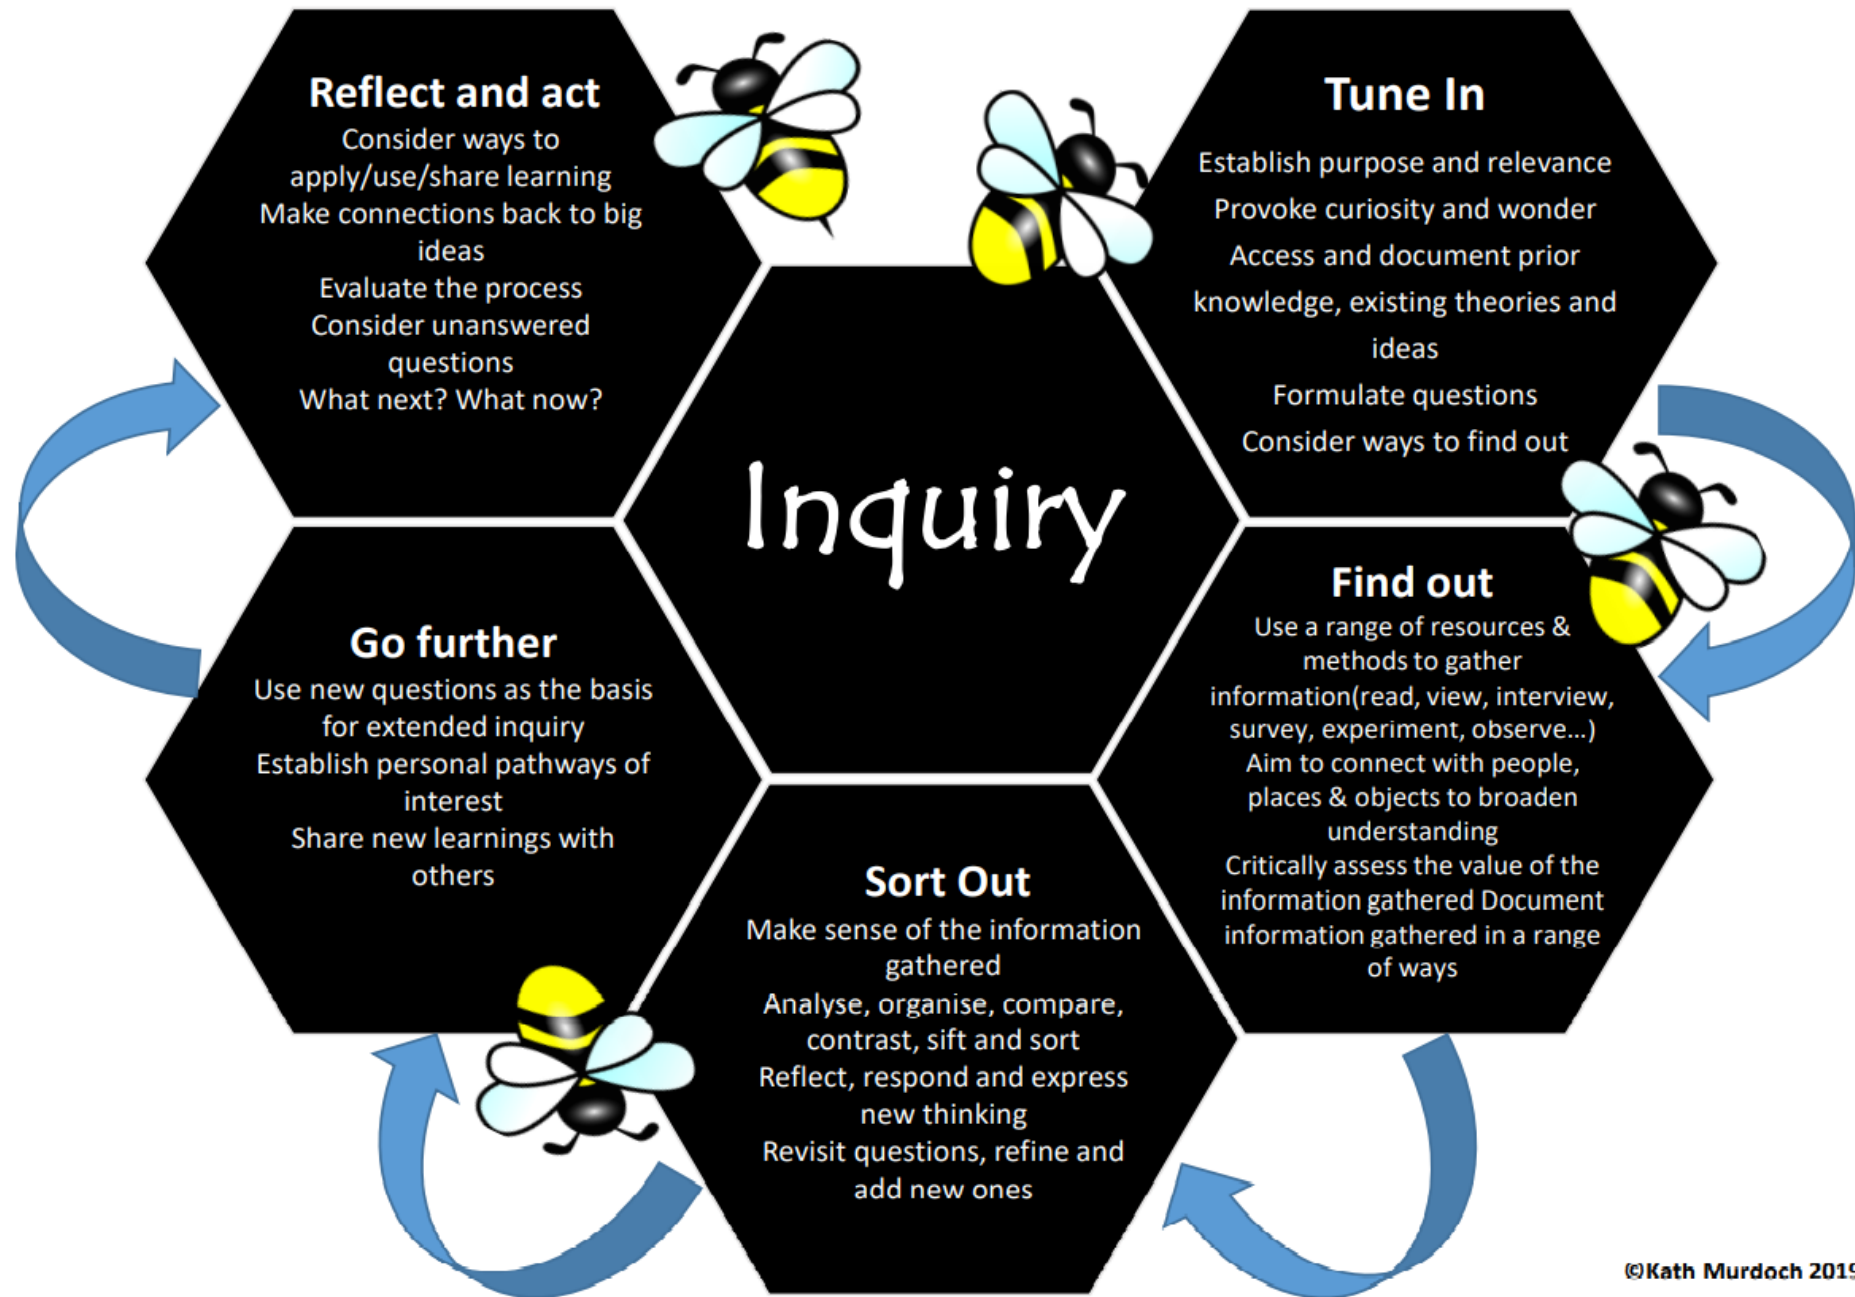 Reflect and act
Consider ways to
apply/use/share learning
Make connections back to big
ideas
Evaluate the process
Consider unanswered
questions
What next? What now?
Tune In
Establish purpose and relevance
Provoke curiosity and wonder
Access and document prior
knowledge, existing theories and
ideas
Formulate questions
Consider ways to find out
Inquiry
Find out
Use a range of resources &
methods to gather
information(read, view, interview,
survey, experiment, observe...)
Aim to connect with people,
places & objects to broaden
understanding
Critically assess the value of the
information gathered Document
information gathered in a range
of ways
Go further
Use new questions as the basis
for extended inquiry
Establish personal pathways of
interest
Share new learnings with
others
Sort Out
Make sense of the information
gathered
Analyse, organise, compare,
contrast, sift and sort
Reflect, respond and express
new thinking
Revisit questions, refine and
add new ones
©Kath Murdoch 2019